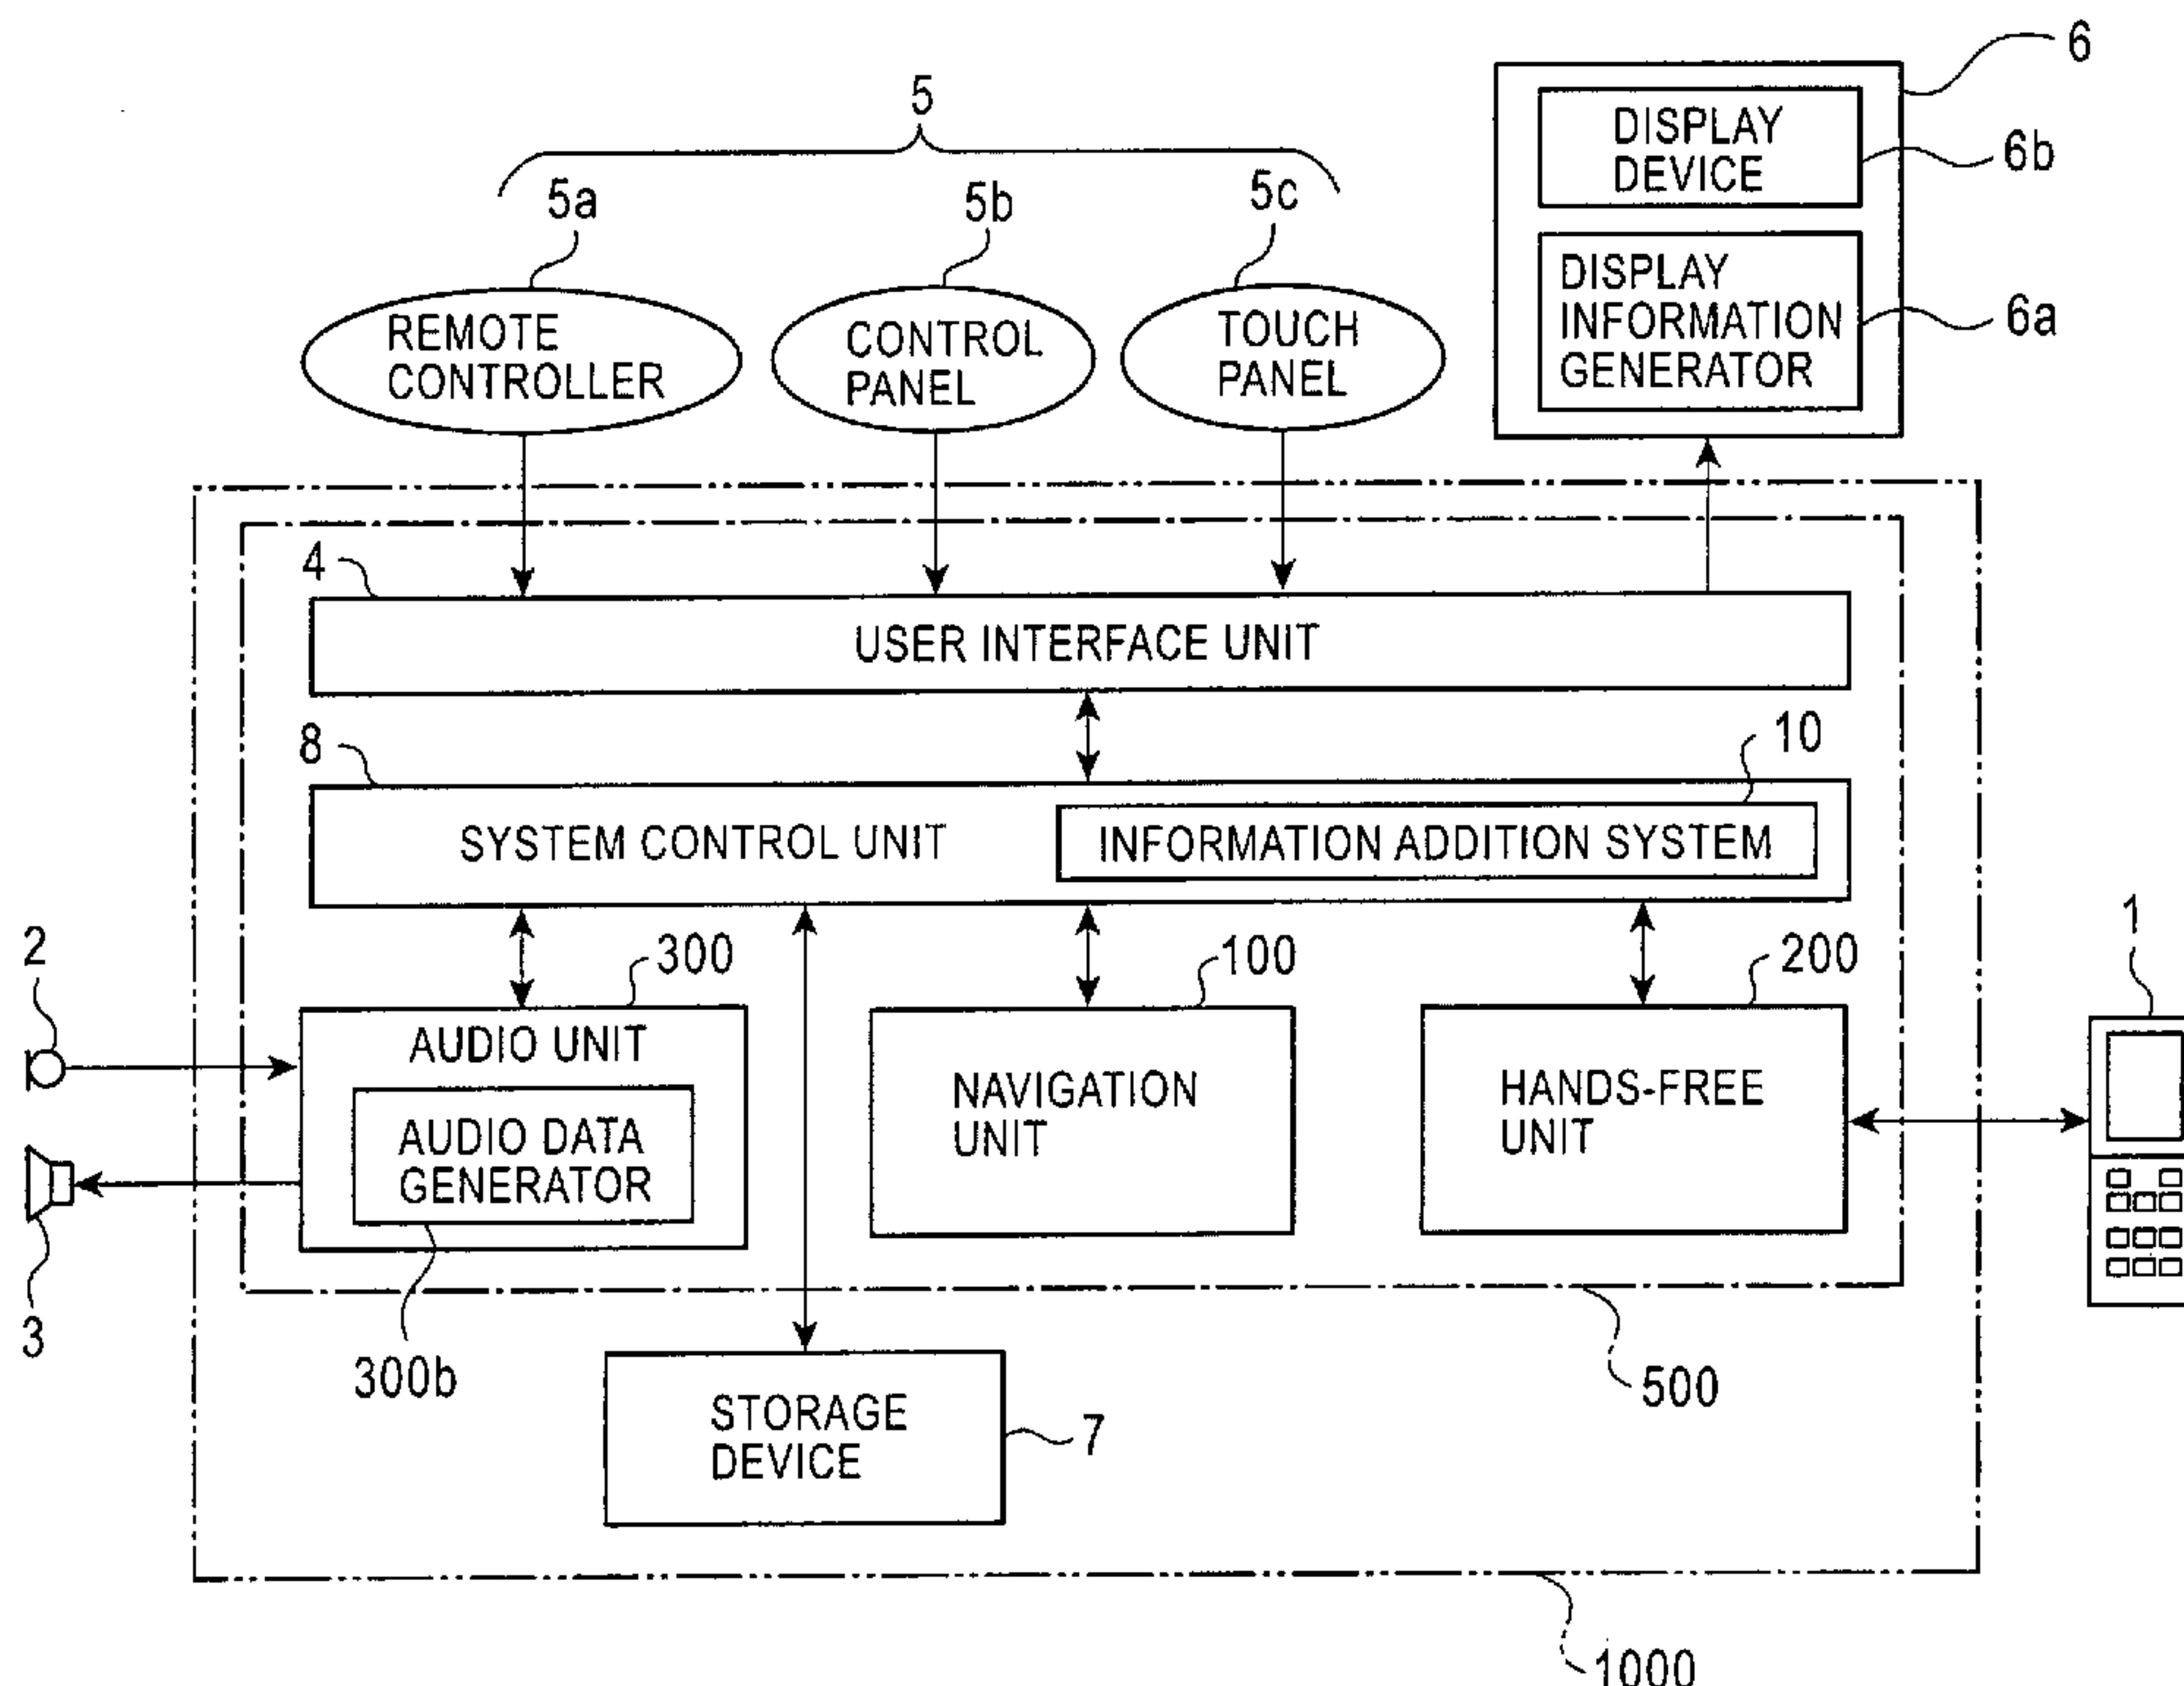 6
5
DISPLAY
DEVICE
6b
5a
5b
5c
DISPLAY
INFORMATION
GENERATOR
6a
REMOTE
CONTROLLER
CONTROL
PANEL
TOUCH
PANEL
4
USER INTERFACE UNIT
8
10
SYSTEM CONTROL UNIT
INFORMATION ADDITION SYSTEM
2
300
100
200
1
AUDIO UNIT
AUDIO DATA
GENERATOR
NAVIGATION
UNIT
HANDS-FREE
UNIT
3
300b
500
STORAGE
DEVICE
7
1000